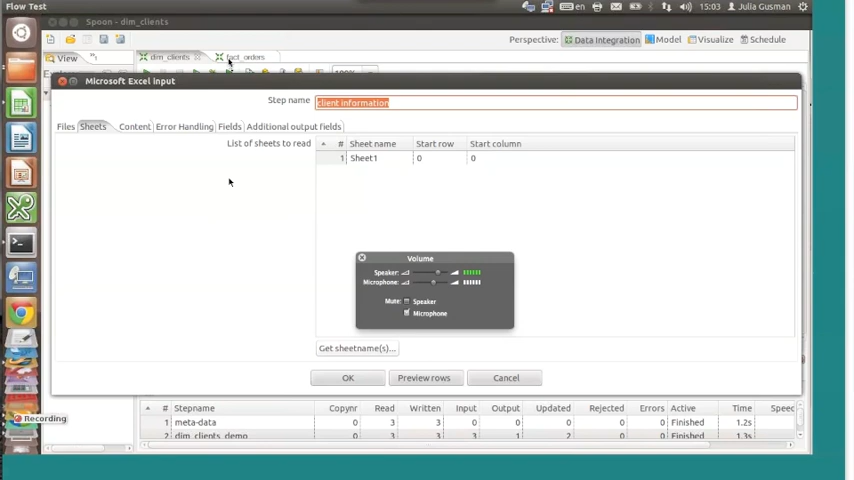 Flow Test
en
15:03
Julia Gusman
Spoon - dim_clients
Perspective: Data Integration Model Visualize Schedule
View
dim_clients
fact_orders
Microsoft Excel input
Step name client information
Files Sheets Content Error Handling Fields Additional output fields
List of sheets to read
# Sheet name Start row Start column
1 Sheet1 0 0
Volume
Speaker:
Microphone:
Mute: Speaker
Microphone
Get sheetname(s)...
OK Preview rows Cancel
Recording
# Stepname Copynr Read Written Input Output Updated Rejected Errors Active Time Speed
1 meta-data 0 3 3 0 0 0 0 0 Finished 1.2s
2 dim_clients_demo 0 3 3 3 1 2 0 0 Finished 1.3s